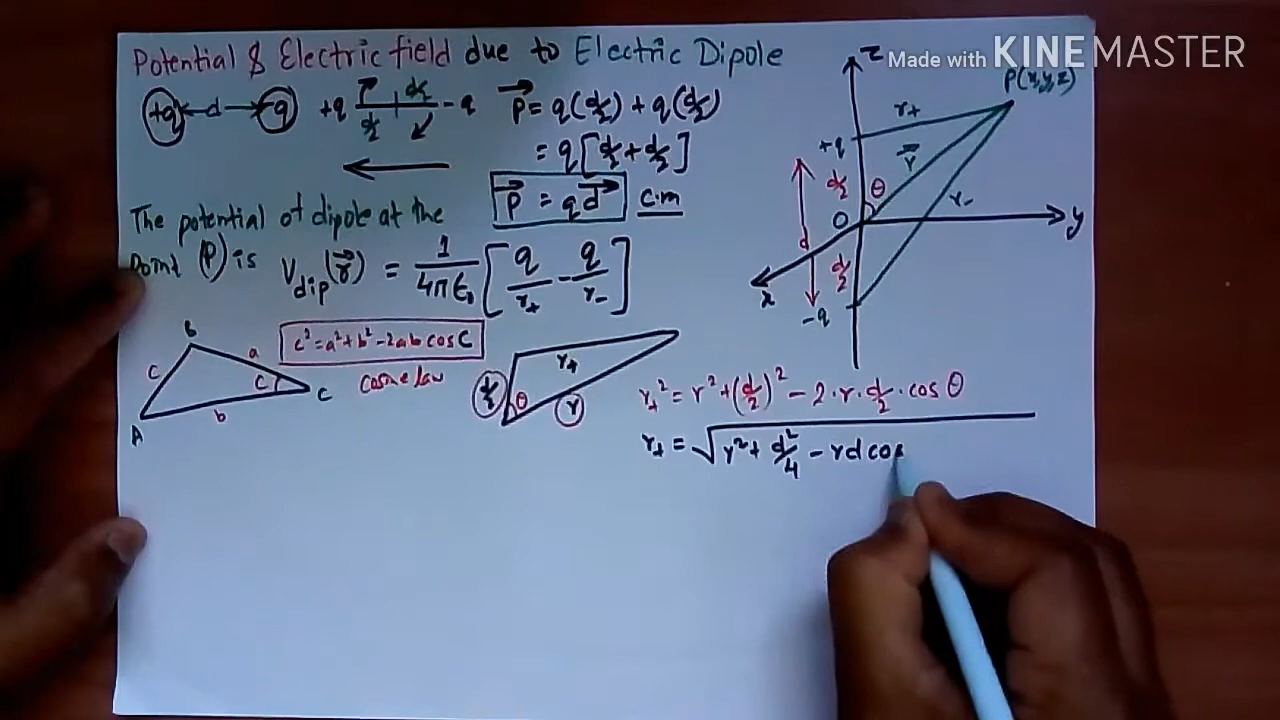 Potential & Electric field due to Electric Dipole
Made with KINEMASTER
+q d -q
+q d/2 d/2 -q
p⃗ = q(d/2) + q(d/2)
= q[d/2 + d/2]
p⃗ = qd⃗ c.m
The potential of dipole at the
Point (P) is V_dip(r⃗) = 1/4πϵ₀ [q/r₊ - q/r₋]
z
P(x,y,z)
r₊
+q
r⃗
d/2 θ
r₋
O
y
d
d/2
x
-q
B
a
c
C
C
b
A
c² = a² + b² - 2ab cos C
Cosine law
r₊
d/2 θ r
r₊² = r² + (d/2)² - 2·r·d/2·cos θ
r₊ = √r² + d²/4 - rd cos